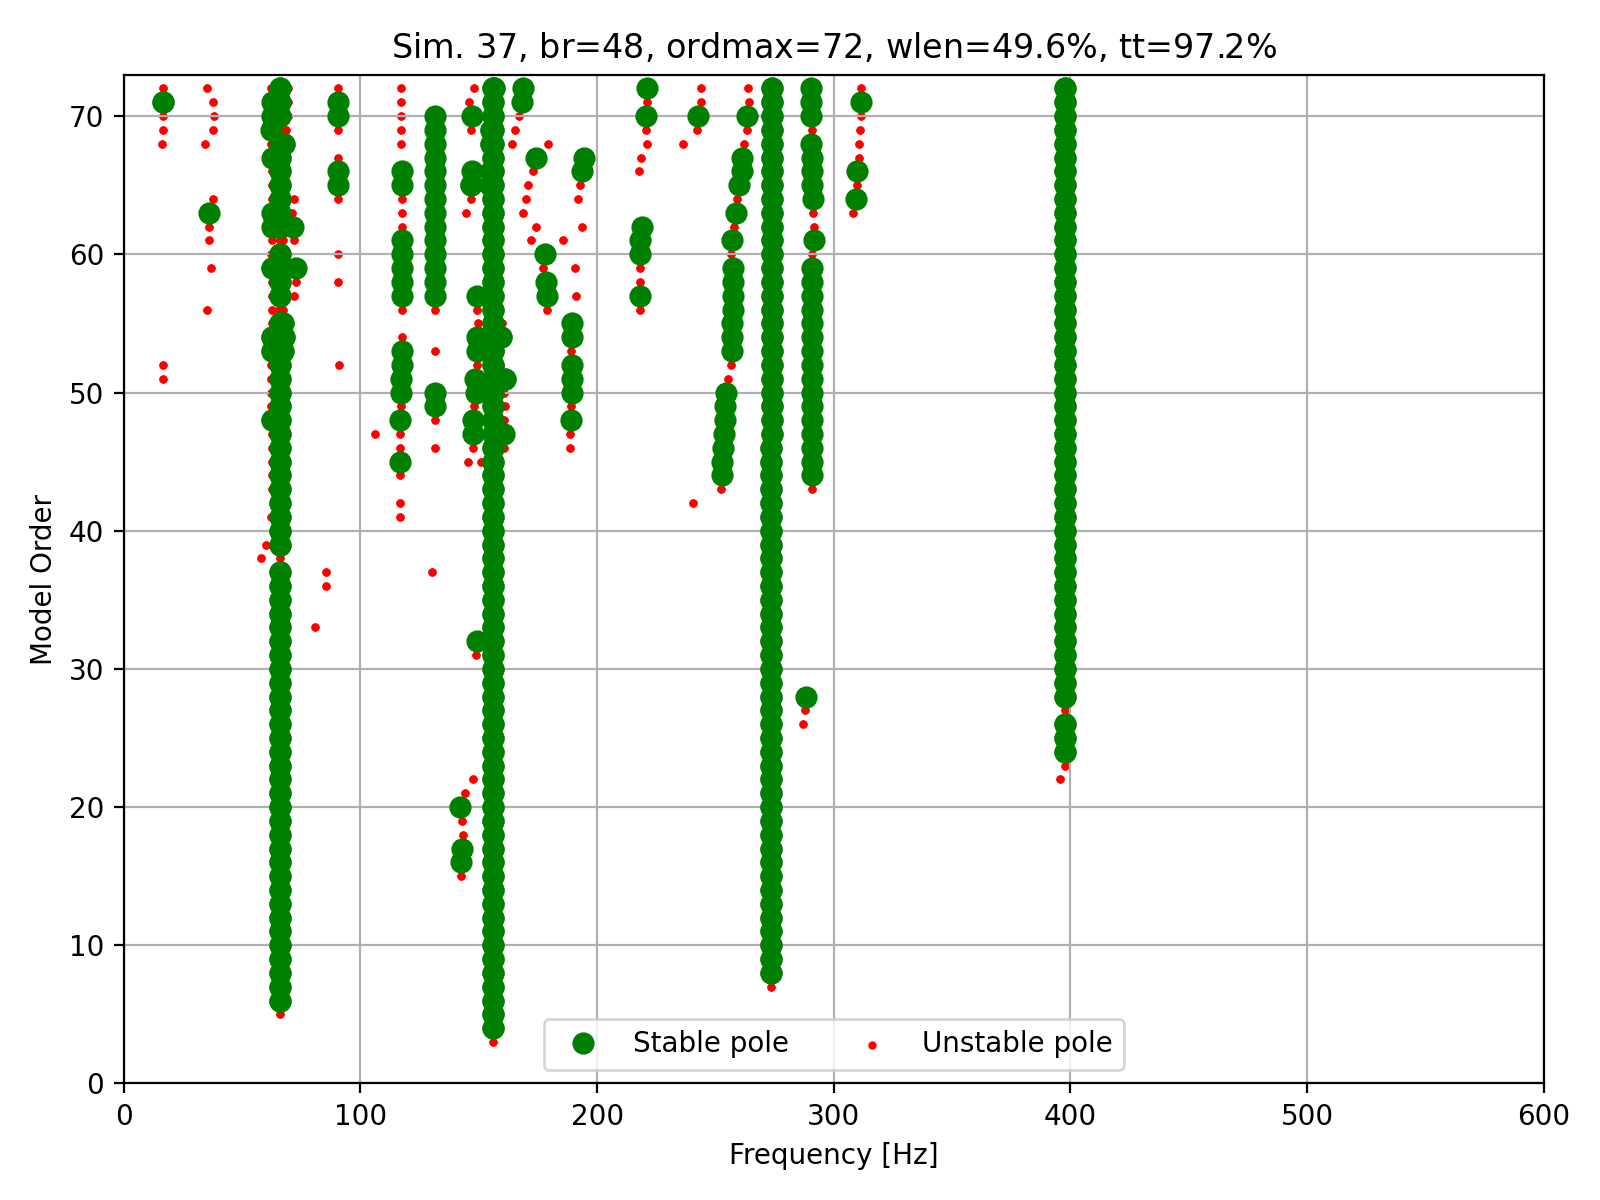 Sim. 37, br=48, ordmax=72, wlen=49.6%, tt=97.2%
Model Order
70
60
50
40
30
20
10
0
Stable pole Unstable pole
0 100 200 300 400 500 600
Frequency [Hz]